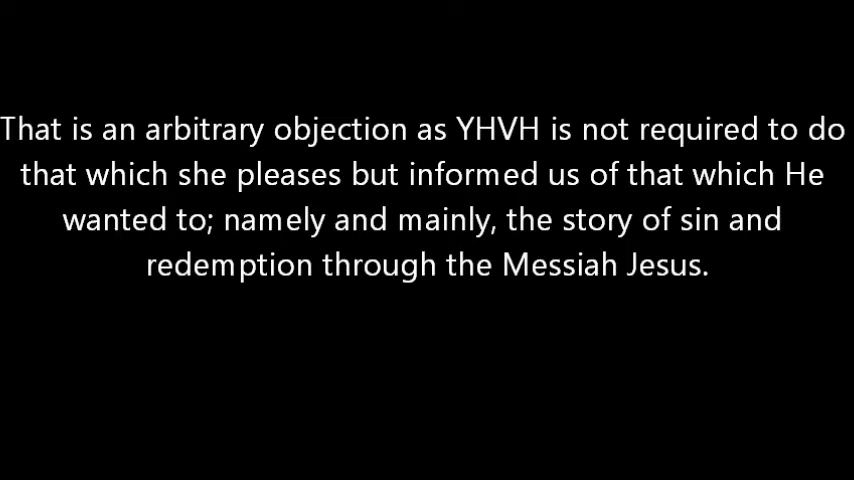 That is an arbitrary objection as YHVH is not required to do
that which she pleases but informed us of that which He
wanted to; namely and mainly, the story of sin and
redemption through the Messiah Jesus.